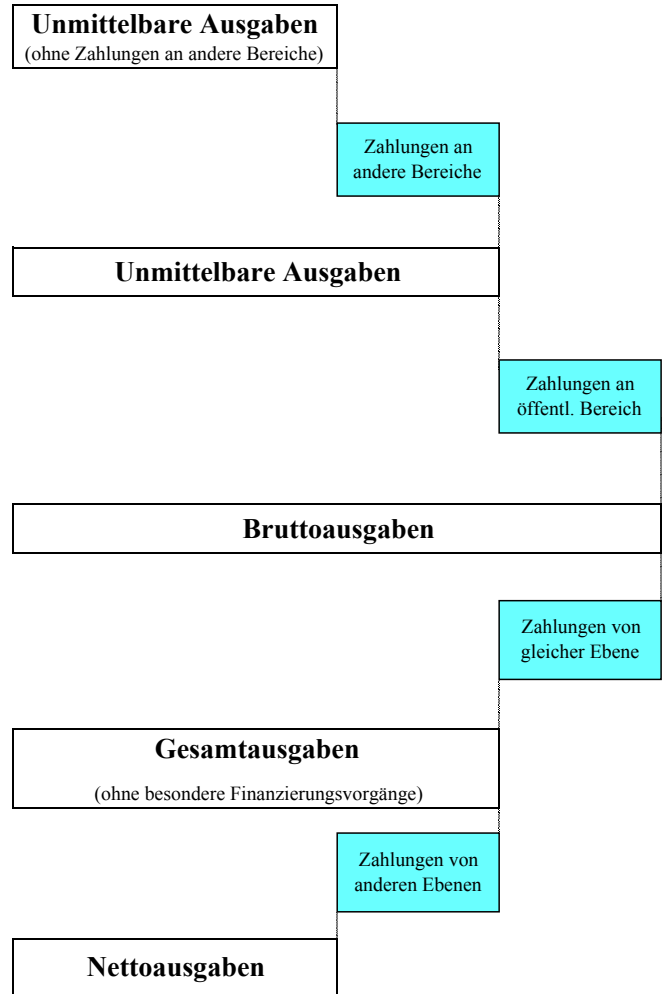 Unmittelbare Ausgaben
(ohne Zahlungen an andere Bereiche)
Zahlungen an
andere Bereiche
Unmittelbare Ausgaben
Zahlungen an
öffentl. Bereich
Bruttoausgaben
Zahlungen von
gleicher Ebene
Gesamtausgaben
(ohne besondere Finanzierungsvorgänge)
Zahlungen von
anderen Ebenen
Nettoausgaben